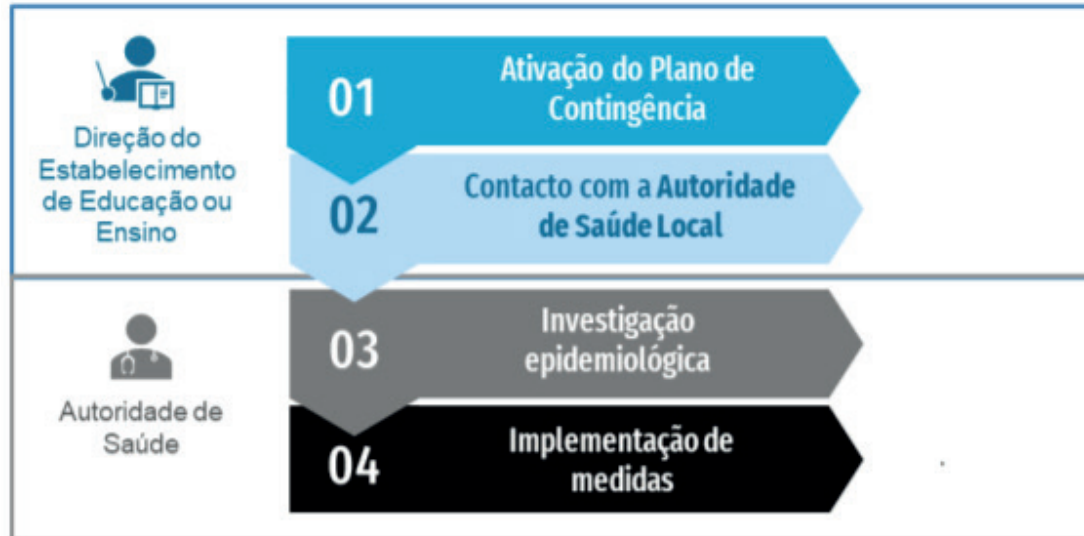 Direção do
Estabelecimento
de Educação ou
Ensino
01
Ativação do Plano de
Contingência
02
Contacto com a Autoridade
de Saúde Local
Autoridade de
Saúde
03
Investigação
epidemiológica
04
Implementação de
medidas